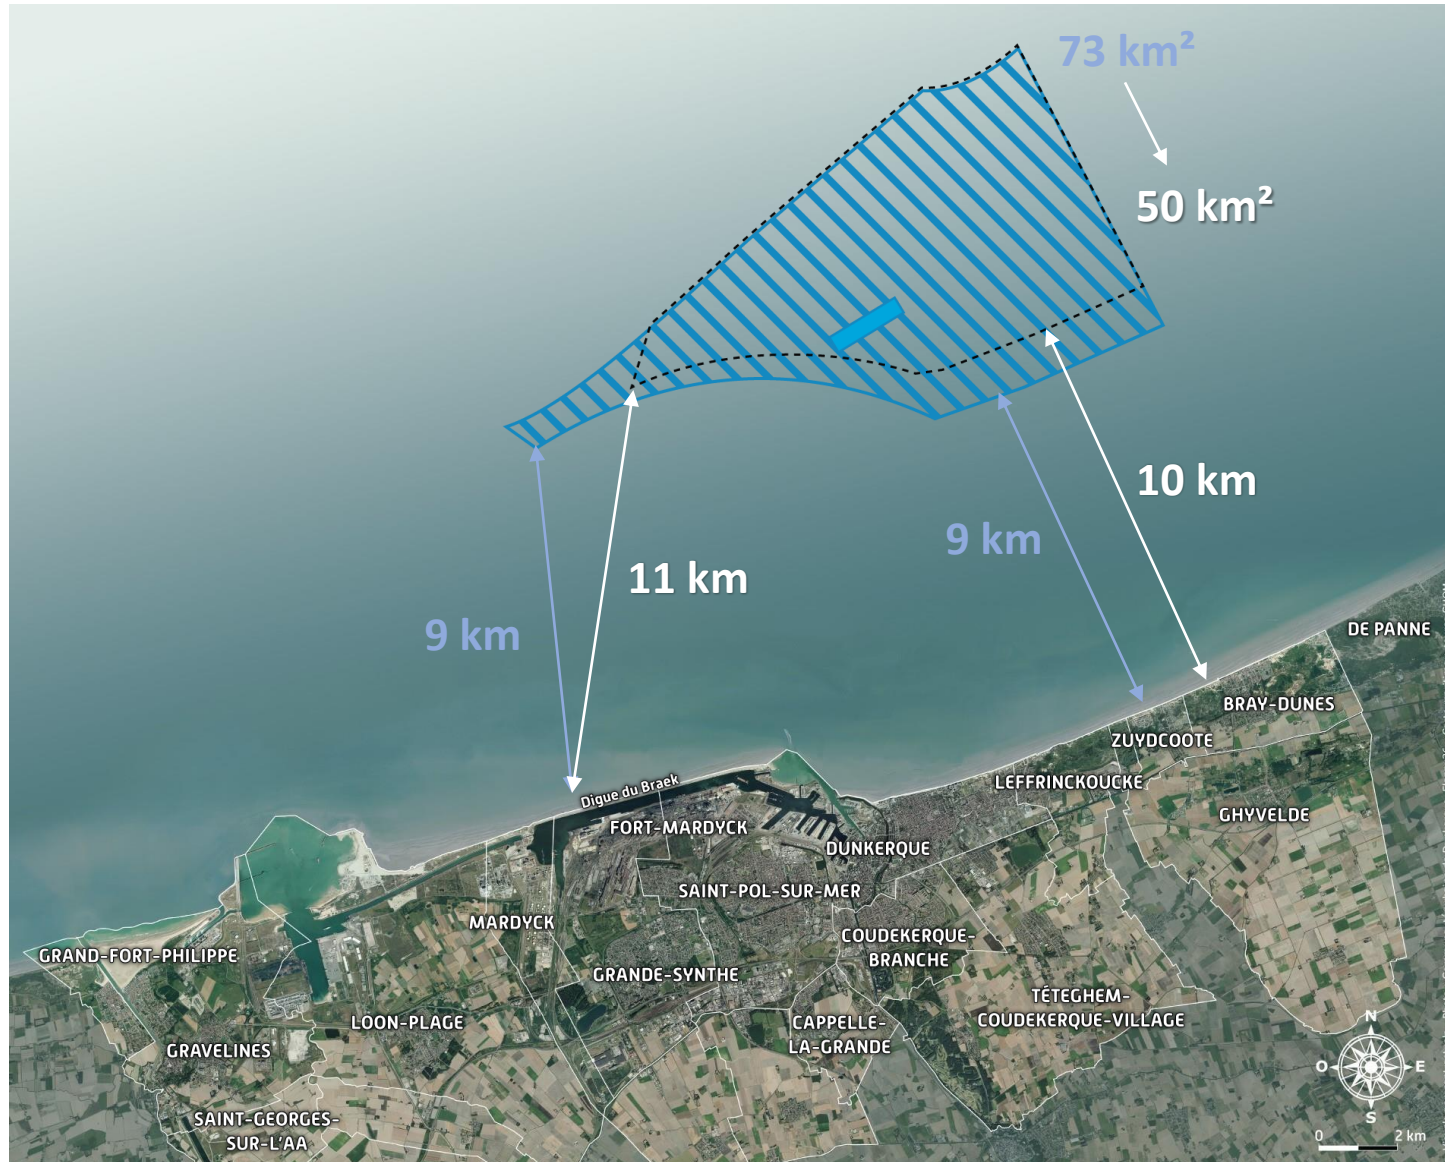 73 km²
50 km²
10 km
9 km
11 km
9 km
DE PANNE
BRAY-DUNES
ZUYDCOOTE
LEFFRINCKOUCKE
Digue du Braek
GHYVELDE
FORT-MARDYCK
DUNKERQUE
SAINT-POL-SUR-MER
MARDYCK
COUDEKERQUE-
BRANCHE
GRAND-FORT-PHILIPPE
GRANDE-SYNTHE
TÉTEGHEM-
COUDEKERQUE-VILLAGE
LOON-PLAGE
CAPPELLE-
LA-GRANDE
GRAVELINES
SAINT-GEORGES-
SUR-L'AA
N
O
E
S
0 2 km